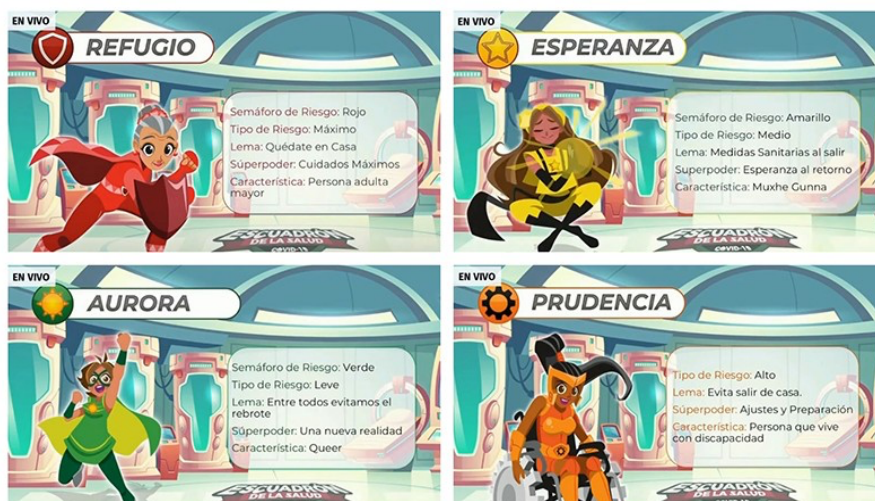 EN VIVO
REFUGIO
Semáforo de Riesgo: Rojo
Tipo de Riesgo: Máximo
Lema: Quédate en Casa
Súperpoder: Cuidados Máximos
Característica: Persona adulta
mayor
ESCUADRÓN
DE LA SALUD
COVID-19
EN VIVO
ESPERANZA
Semáforo de Riesgo: Amarillo
Tipo de Riesgo: Medio
Lema: Medidas Sanitarias al salir
Superpoder: Esperanza al retorno
Característica: Muxhe Gunna
ESCUADRÓN
DE LA SALUD
COVID-19
EN VIVO
AURORA
Semáforo de Riesgo: Verde
Tipo de Riesgo: Leve
Lema: Entre todos evitamos el
rebrote
Súperpoder: Una nueva realidad
Característica: Queer
ESCUADRÓN
DE LA SALUD
EN VIVO
PRUDENCIA
Tipo de Riesgo: Alto
Lema: Evita salir de casa.
Súperpoder: Ajustes y Preparación
Característica: Persona que vive
con discapacidad
ESCUADRÓN
DE LA SALUD